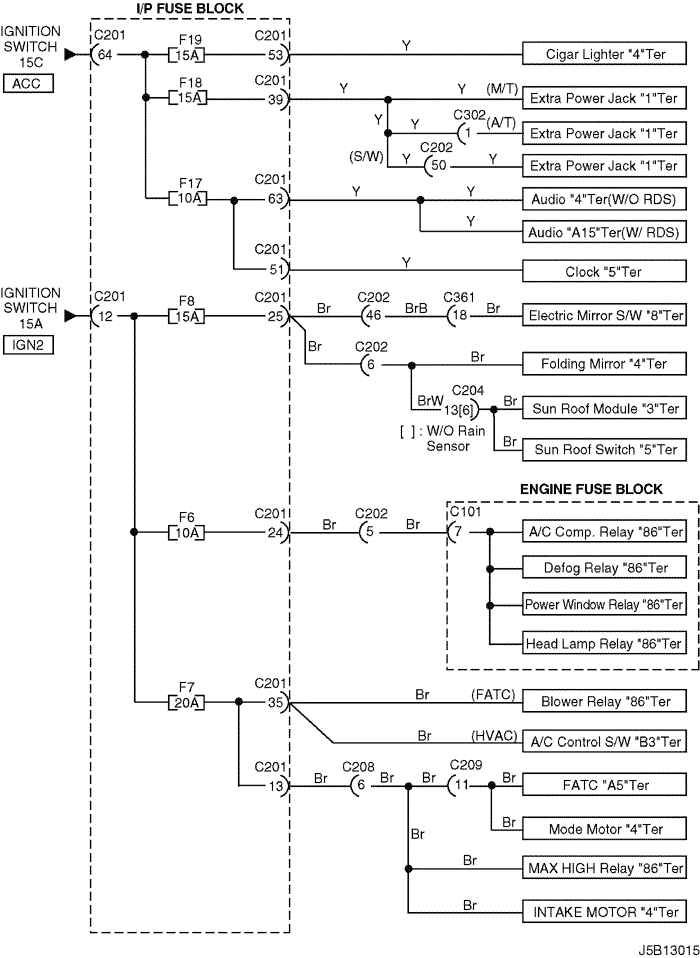 I/P FUSE BLOCK
IGNITION
SWITCH
15C
ACC
C201
64
F19
15A
C201
53
Y
Cigar Lighter "4"Ter
F18
15A
C201
39
Y
Y
(M/T)
Extra Power Jack "1"Ter
Y
C302
1
(A/T)
Extra Power Jack "1"Ter
(S/W)
Y
C202
50
Y
Extra Power Jack "1"Ter
F17
10A
C201
63
Y
Y
Audio "4"Ter(W/O RDS)
Audio "A15"Ter(W/ RDS)
C201
51
Y
Clock "5"Ter
IGNITION
SWITCH
15A
IGN2
C201
12
F8
15A
C201
25
Br
C202
46
BrB
C361
18
Br
Electric Mirror S/W "8"Ter
Br
C202
6
Br
Folding Mirror "4"Ter
BrW
C204
13[6]
Br
Sun Roof Module "3"Ter
[ ] : W/O Rain
Sensor
Br
Sun Roof Switch "5"Ter
ENGINE FUSE BLOCK
F6
10A
C201
24
Br
C202
5
Br
C101
7
A/C Comp. Relay "86"Ter
Defog Relay "86"Ter
Power Window Relay "86"Ter
Head Lamp Relay "86"Ter
F7
20A
C201
35
Br
(FATC)
Blower Relay "86"Ter
Br
(HVAC)
A/C Control S/W "B3"Ter
C201
13
Br
C208
6
Br
Br
C209
11
Br
FATC "A5"Ter
Br
Mode Motor "4"Ter
Br
Br
MAX HIGH Relay "86"Ter
Br
INTAKE MOTOR "4"Ter
J5B13015